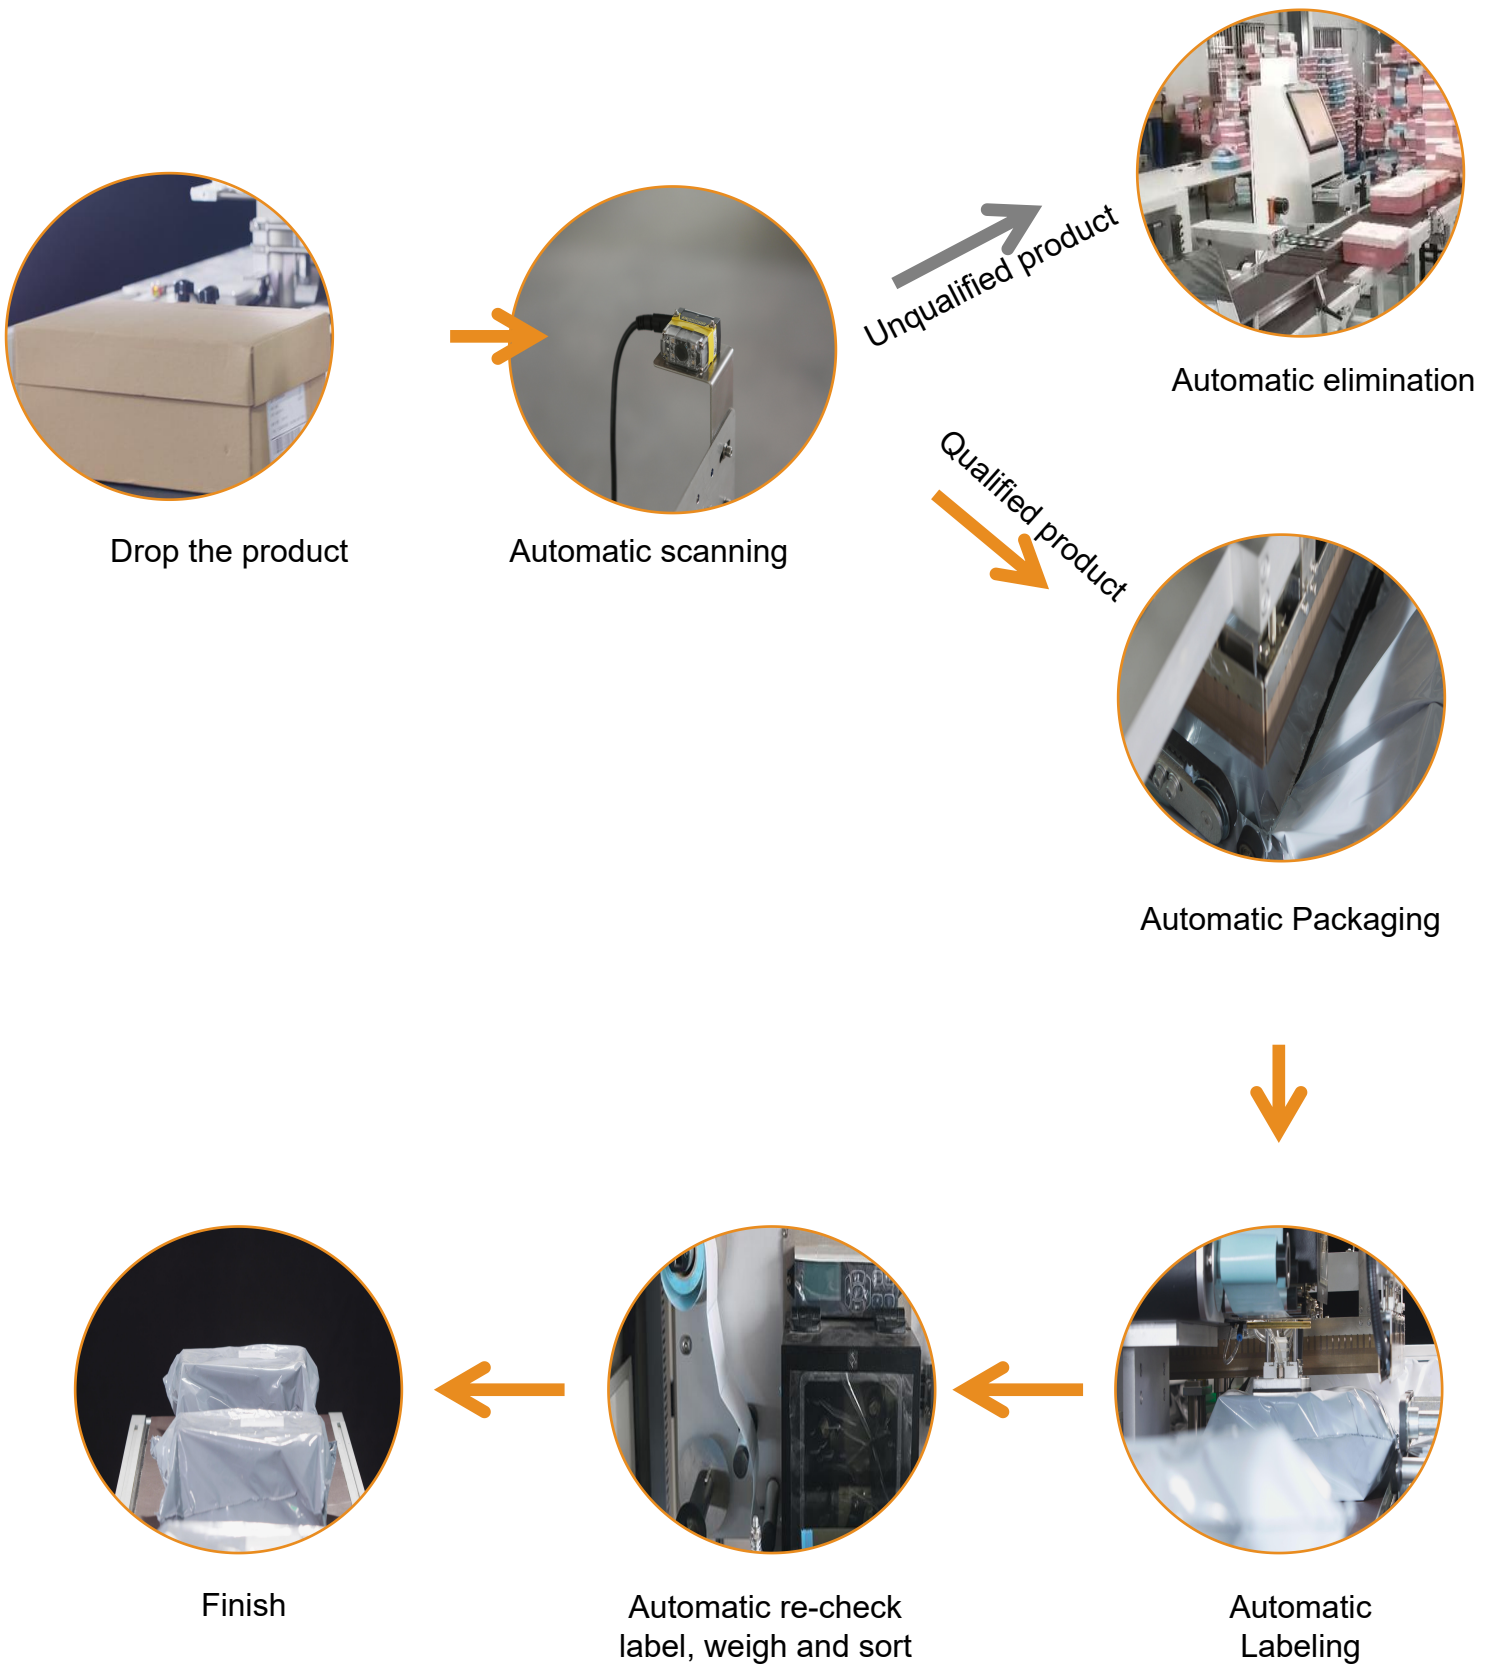 Unqualified product
Automatic elimination
Qualified product
Drop the product
Automatic scanning
Automatic Packaging
Finish
Automatic re-check
label, weigh and sort
Automatic
Labeling